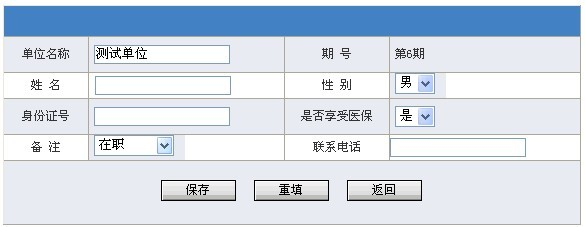 单位名称 测试单位 期 号 第6期
姓 名 性 别 男
身份证号 是否享受医保 是
备 注 在职 联系电话
保存 重填 返回